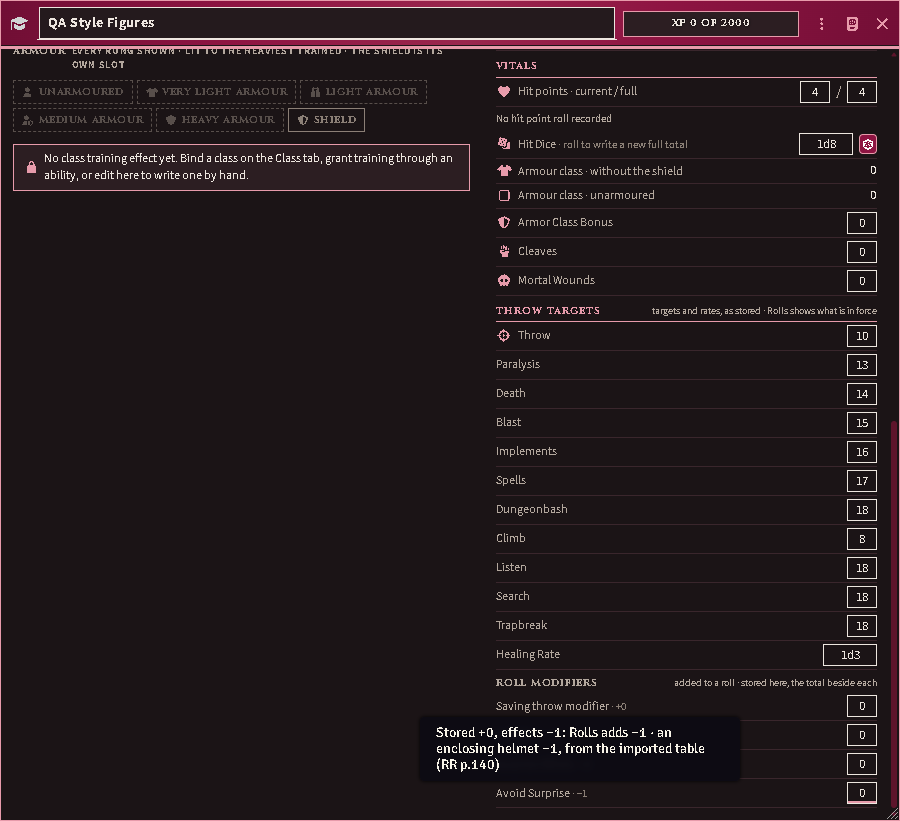 QA Style Figures
XP 0 OF 2000
ARMOUR EVERY RUNG SHOWN · LIT TO THE HEAVIEST TRAINED · THE SHIELD IS ITS
OWN SLOT
UNARMOURED
VERY LIGHT ARMOUR
LIGHT ARMOUR
MEDIUM ARMOUR
HEAVY ARMOUR
SHIELD
No class training effect yet. Bind a class on the Class tab, grant training through an
ability, or edit here to write one by hand.
VITALS
Hit points · current / full 4 / 4
No hit point roll recorded
Hit Dice · roll to write a new full total 1d8
Armour class · without the shield 0
Armour class · unarmoured 0
Armor Class Bonus 0
Cleaves 0
Mortal Wounds 0
THROW TARGETS targets and rates, as stored · Rolls shows what is in force
Throw 10
Paralysis 13
Death 14
Blast 15
Implements 16
Spells 17
Dungeonbash 18
Climb 8
Listen 18
Search 18
Trapbreak 18
Healing Rate 1d3
ROLL MODIFIERS added to a roll · stored here, the total beside each
Saving throw modifier · +0 0
0
0
Stored +0, effects −1: Rolls adds −1 · an
enclosing helmet −1, from the imported table
(RR p.140)
Avoid Surprise · −1 0